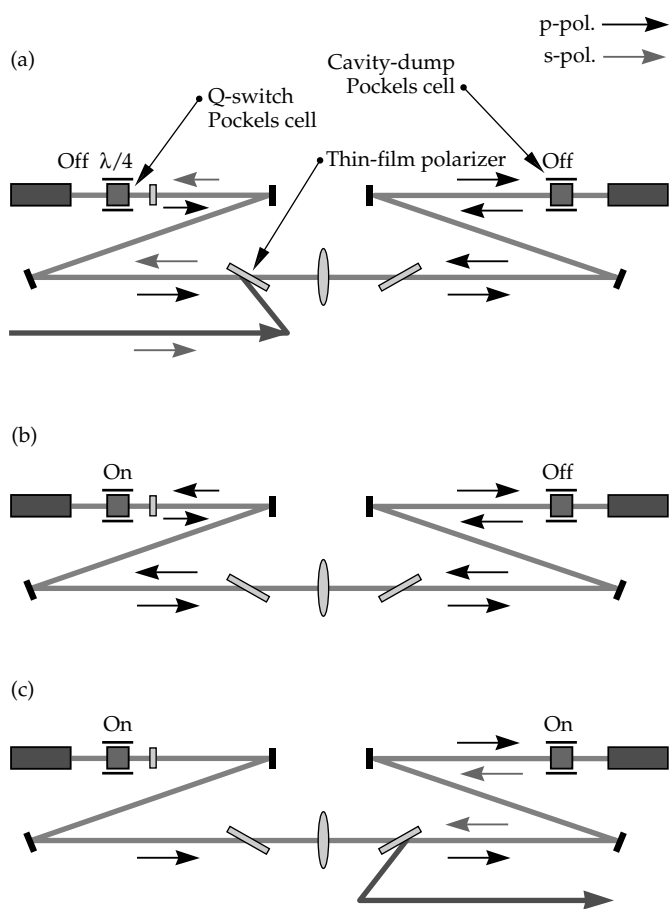 p-pol.
s-pol.
(a)
Cavity-dump
Pockels cell
Q-switch
Pockels cell
Off λ/4
Thin-film polarizer
Off
(b)
On
Off
(c)
On
On